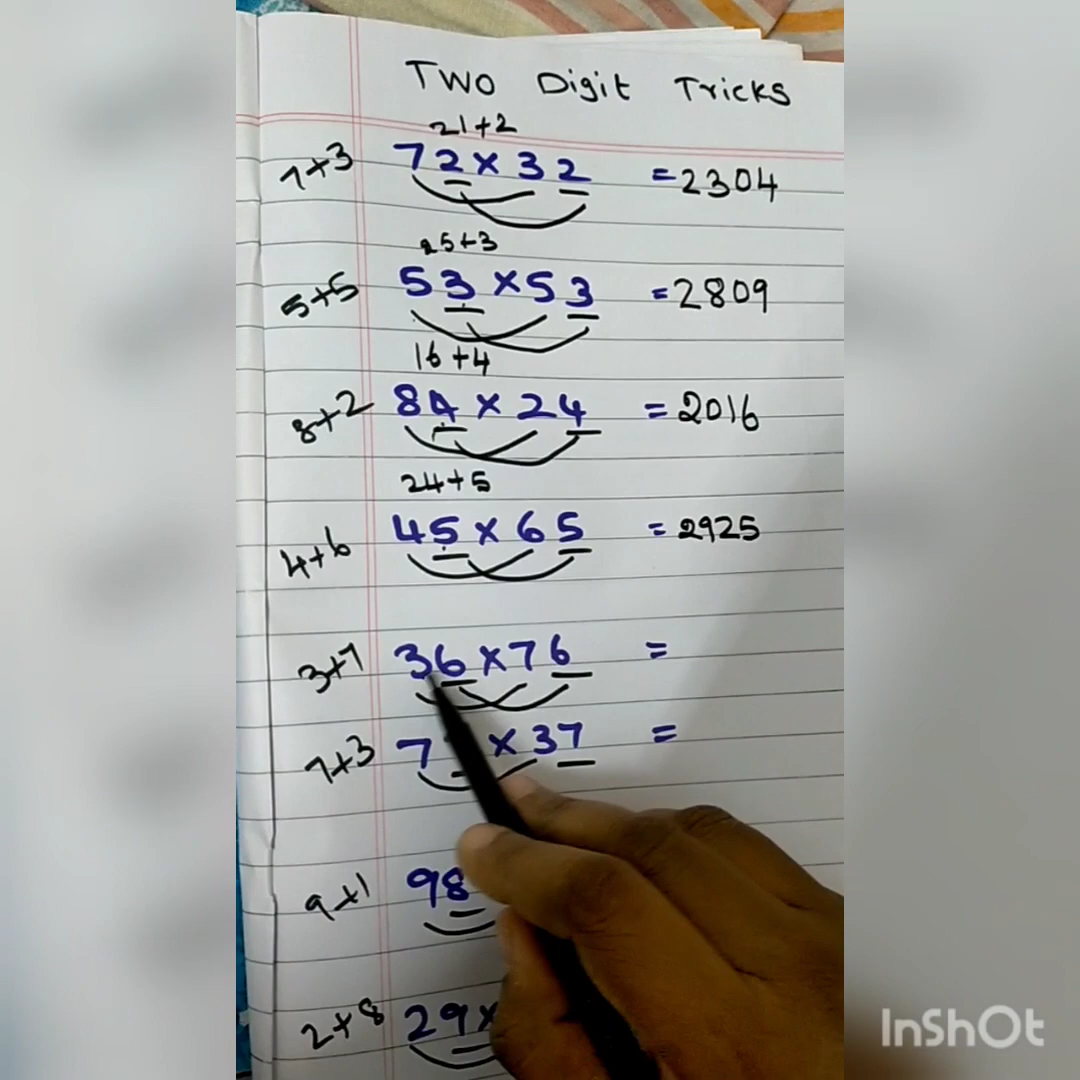 Two Digit Tricks
21+2
7+3 72 × 32 = 2304
25+3
5+5 53 × 53 = 2809
16+4
8+2 84 × 24 = 2016
24+5
4+6 45 × 65 = 2925
3+7 36 × 76 =
7+3 7 × 37 =
9+1 98
2+8 29×
InShOt